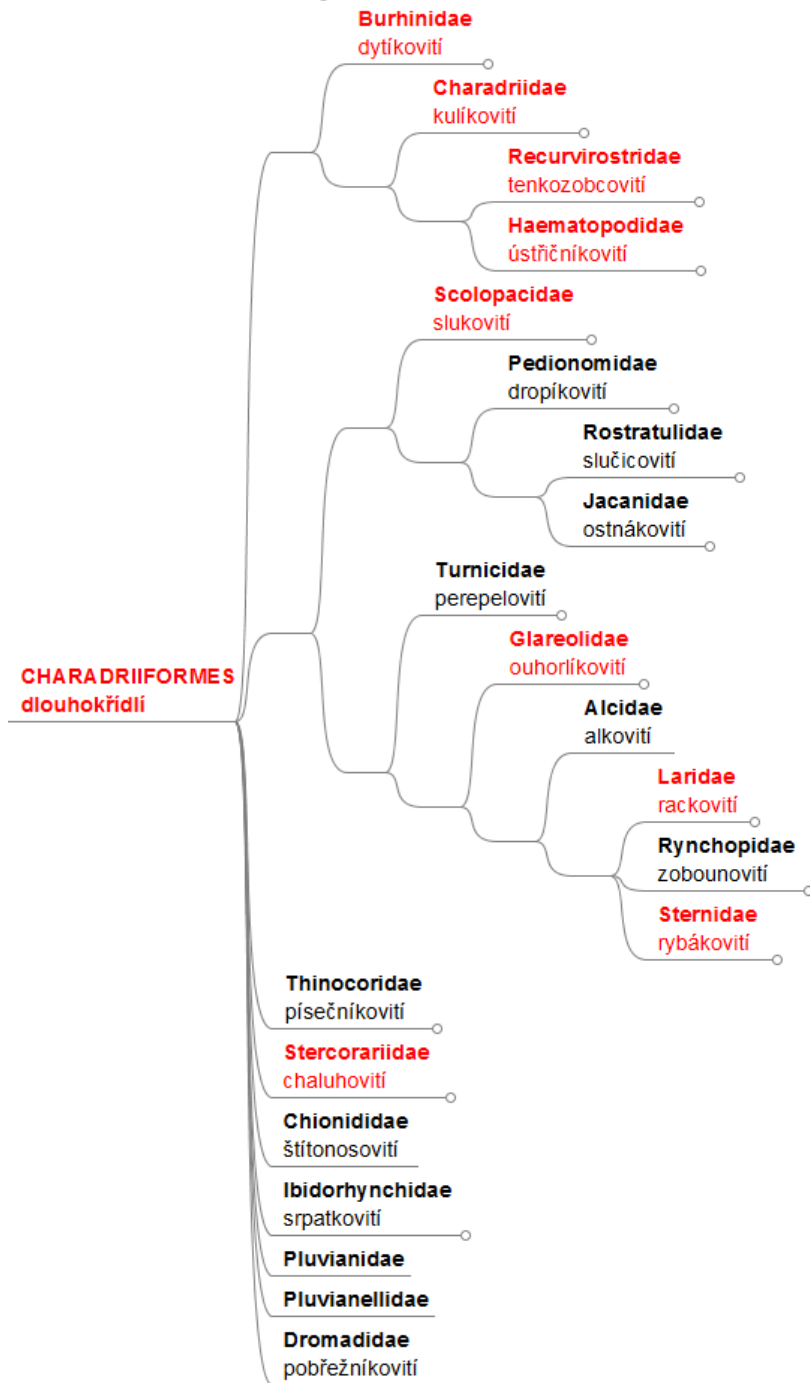 Burhinidae
dytíkovití
Charadriidae
kulíkovití
Recurvirostridae
tenkozobcovití
Haematopodidae
ústřičníkovití
Scolopacidae
slukovití
Pedionomidae
dropíkovití
Rostratulidae
slučicovití
Jacanidae
ostnákovití
Turnicidae
perepelovití
Glareolidae
ouhorlíkovití
CHARADRIIFORMES
dlouhokřídlí
Alcidae
alkovití
Laridae
rackovití
Rynchopidae
zobounovití
Sternidae
rybákovití
Thinocoridae
písečníkovití
Stercorariidae
chaluhovití
Chionididae
štítonosovití
Ibidorhynchidae
srpatkovití
Pluvianidae
Pluvianellidae
Dromadidae
pobřežníkovití